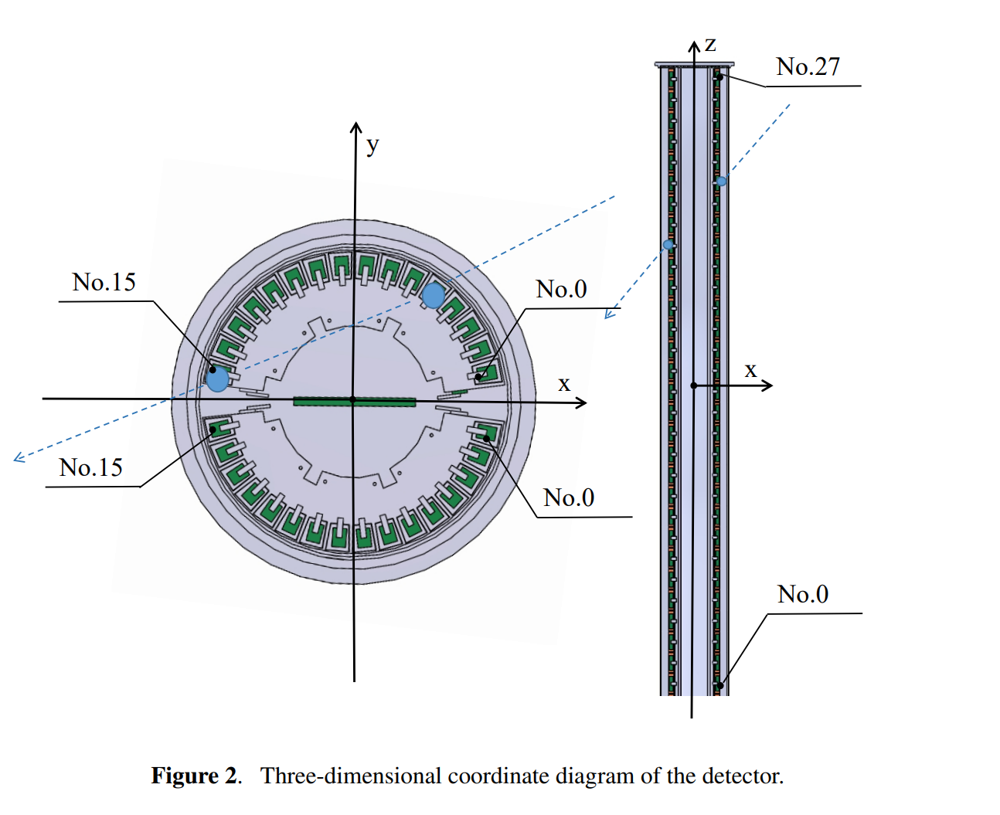 z
No.27
y
No.15
No.0
x
x
No.15
No.0
No.0
Figure 2. Three-dimensional coordinate diagram of the detector.